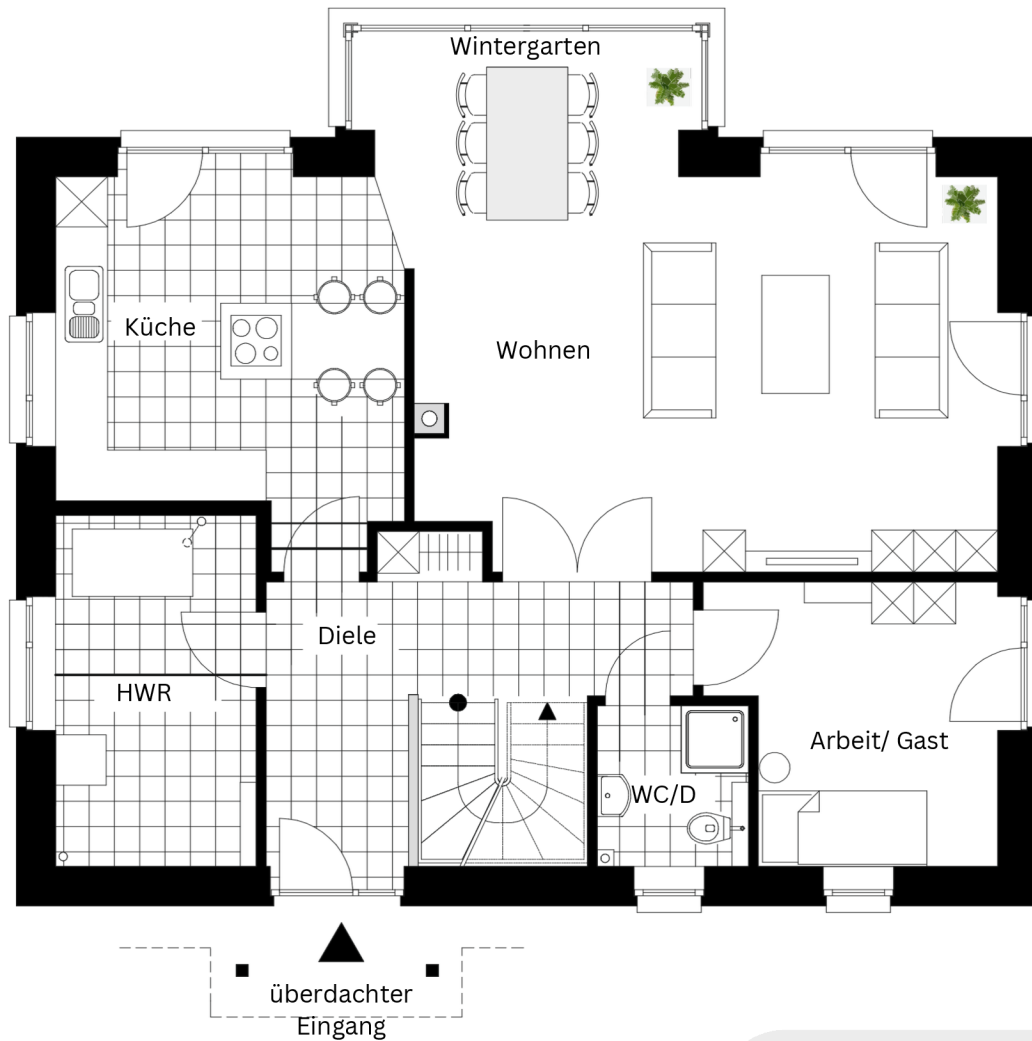 Wintergarten
Küche
Wohnen
Diele
HWR
Arbeit/ Gast
WC/D
überdachter
Eingang